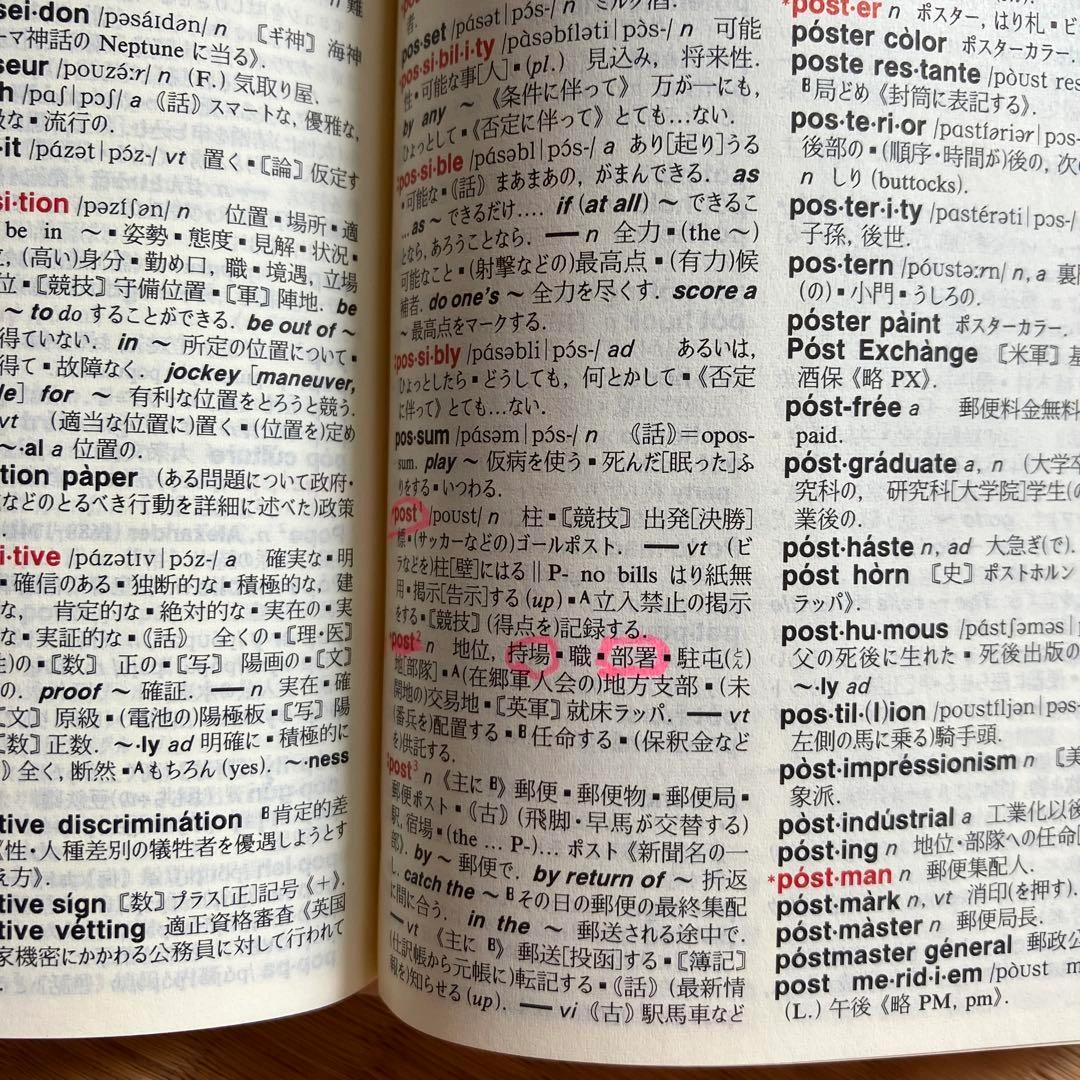 sei·don /pəsáɪdən/ n 〖ギ神〗 海神
マ神話の Neptune に当る》.
seur /pouzə́ːr/ n (F.) 気取り屋.
h /pɑʃ|pɔʃ/ a 《話》 スマートな, 優雅な,
な▪流行の.
it /pázət|pɔ́z-/ vt 置く▪〖論〗 仮定す
si·tion /pəzíʃən/ n 位置▪場所▪適
be in ~▪姿勢▪態度▪見解▪状況▪
(高い)身分▪勤め口, 職▪境遇, 立場
位▪〖競技〗 守備位置▪〖軍〗 陣地. be
~ to do することができる. be out of ~
得ていない. in ~ 所定の位置について▪
得て▪故障なく. jockey [maneuver,
e] for ~ 有利な位置をとろうと競う.
vt (適当な位置に)置く▪(位置を)定め
~·al a 位置の.
tion pàper (ある問題について政府・
などのとるべき行動を詳細に述べた)政策
i·tive /pázətɪv|pɔ́z-/ a 確実な▪明
▪確信のある▪独断的な▪積極的な, 建
な, 肯定的な▪絶対的な▪実在の▪実
な▪実証的な▪《話》 全くの▪〖理・医〗
性)の▪〖数〗 正の▪〖写〗 陽画の▪〖文〗
の. proof ~ 確証. — n 実在▪確
〖文〗 原級▪(電池の)陽極板▪〖写〗 陽
〖数〗 正数. ~·ly ad 明確に▪積極的に
》 全く, 断然▪Aもちろん (yes). ~·ness
tive discriminátion B肯定的差
《性・人種差別の犠牲者を優遇しようとす
え方》.
tive sígn 〖数〗 プラス[正]記号《+》.
tive vétting 適正資格審査《英国
家機密にかかわる公務員に対して行われて
者.
pos·set /pásət|pɔ́s-/ n ミルク酒.
*pos·si·bil·i·ty /pàsəbíləti|pɔ̀s-/ n 可能
性▪可能な事[人]▪(pl.) 見込み, 将来性.
by any ~ 《条件に伴って》 万が一にも,
ひょっとして▪《否定に伴って》 とても…ない.
*pos·si·ble /pásəbl|pɔ́s-/ a あり[起り]うる
▪可能な▪《話》 まあまあの, がまんできる. as
… as ~ できるだけ…. if (at all) ~ できるこ
となら, あろうことなら. — n 全力▪(the ~)
可能なこと▪(射撃などの)最高点▪(有力)候
補者. do one's ~ 全力を尽くす. score a
~ 最高点をマークする.
*pos·si·bly /pásəbli|pɔ́s-/ ad あるいは,
ひょっとしたら▪どうしても, 何とかして▪《否定
に伴って》 とても…ない.
pos·sum /pásəm|pɔ́s-/ n 《話》＝opos-
sum. play ~ 仮病を使う▪死んだ[眠った]ふ
りをする▪いつわる.
*post¹ /poust/ n 柱▪〖競技〗 出発[決勝]
標▪(サッカーなどの)ゴールポスト. — vt (ビ
ラなどを)柱[壁]にはる‖P- no bills はり紙無
用▪掲示[告示]する (up)▪A立入禁止の掲示
をする▪〖競技〗 (得点を)記録する.
*post² n 地位, 持場▪職▪部署▪駐屯(とん)
地[部隊]▪A(在郷軍人会の)地方支部▪(未
開地の)交易地▪〖英軍〗 就床ラッパ. — vt
(番兵を)配置する▪B任命する▪(保釈金など
を)供託する.
*post³ n 《主に B》 郵便▪郵便物▪郵便局▪
郵便ポスト▪《古》 (飛脚・早馬が交替する)
駅, 宿場▪(the … P-)… ポスト《新聞名の一
部》. by ~ 郵便で. by return of ~ 折返
し. catch the ~ Bその日の郵便の最終集配
に間に合う. in the ~ 郵送される途中で.
— vt 《主に B》 郵送[投函]する▪〖簿記〗
(仕訳帳から元帳に)転記する▪《話》 (最新情
報を)知らせる (up). — vi 《古》 駅馬車など
*post·er n ポスター, はり札▪ビ
póster còlor ポスターカラー.
poste res·tante /pòust res
B局どめ《封筒に表記する》.
pos·te·ri·or /pɑstíəriər|pɔs-
後部の▪(順序・時間が)後の, 次の
n しり (buttocks).
pos·ter·i·ty /pɑstérəti|pɔs-/
子孫, 後世.
pos·tern /póustəːrn/ n, a 裏
(の)▪小門▪うしろの.
póster pàint ポスターカラー.
Póst Exchànge 〖米軍〗 基
酒保《略 PX》.
póst-frée a 郵便料金無料
paid.
póst·gráduate a, n (大学卒
究科の, 研究科[大学院]学生(の
業後の.
póst·háste n, ad 大急ぎ(で).
póst hòrn 〖史〗 ポストホルン
ラッパ》.
post·hu·mous /pástʃəməs|pɔ́
父の死後に生れた▪死後出版の
~·ly ad
pos·til·(l)ion /poustíljən|pəs-
左側の馬に乗る)騎手頭.
pòst-impréssionism n 〖美
象派.
pòst·indústrial a 工業化以後
póst·ing n 地位・部隊への任命
*póst·man n 郵便集配人.
póst·màrk n, vt 消印(を押す).
póst·màster n 郵便局長.
póstmaster géneral 郵政公
post me·rid·i·em /pòust m
(L.) 午後《略 PM, pm》.